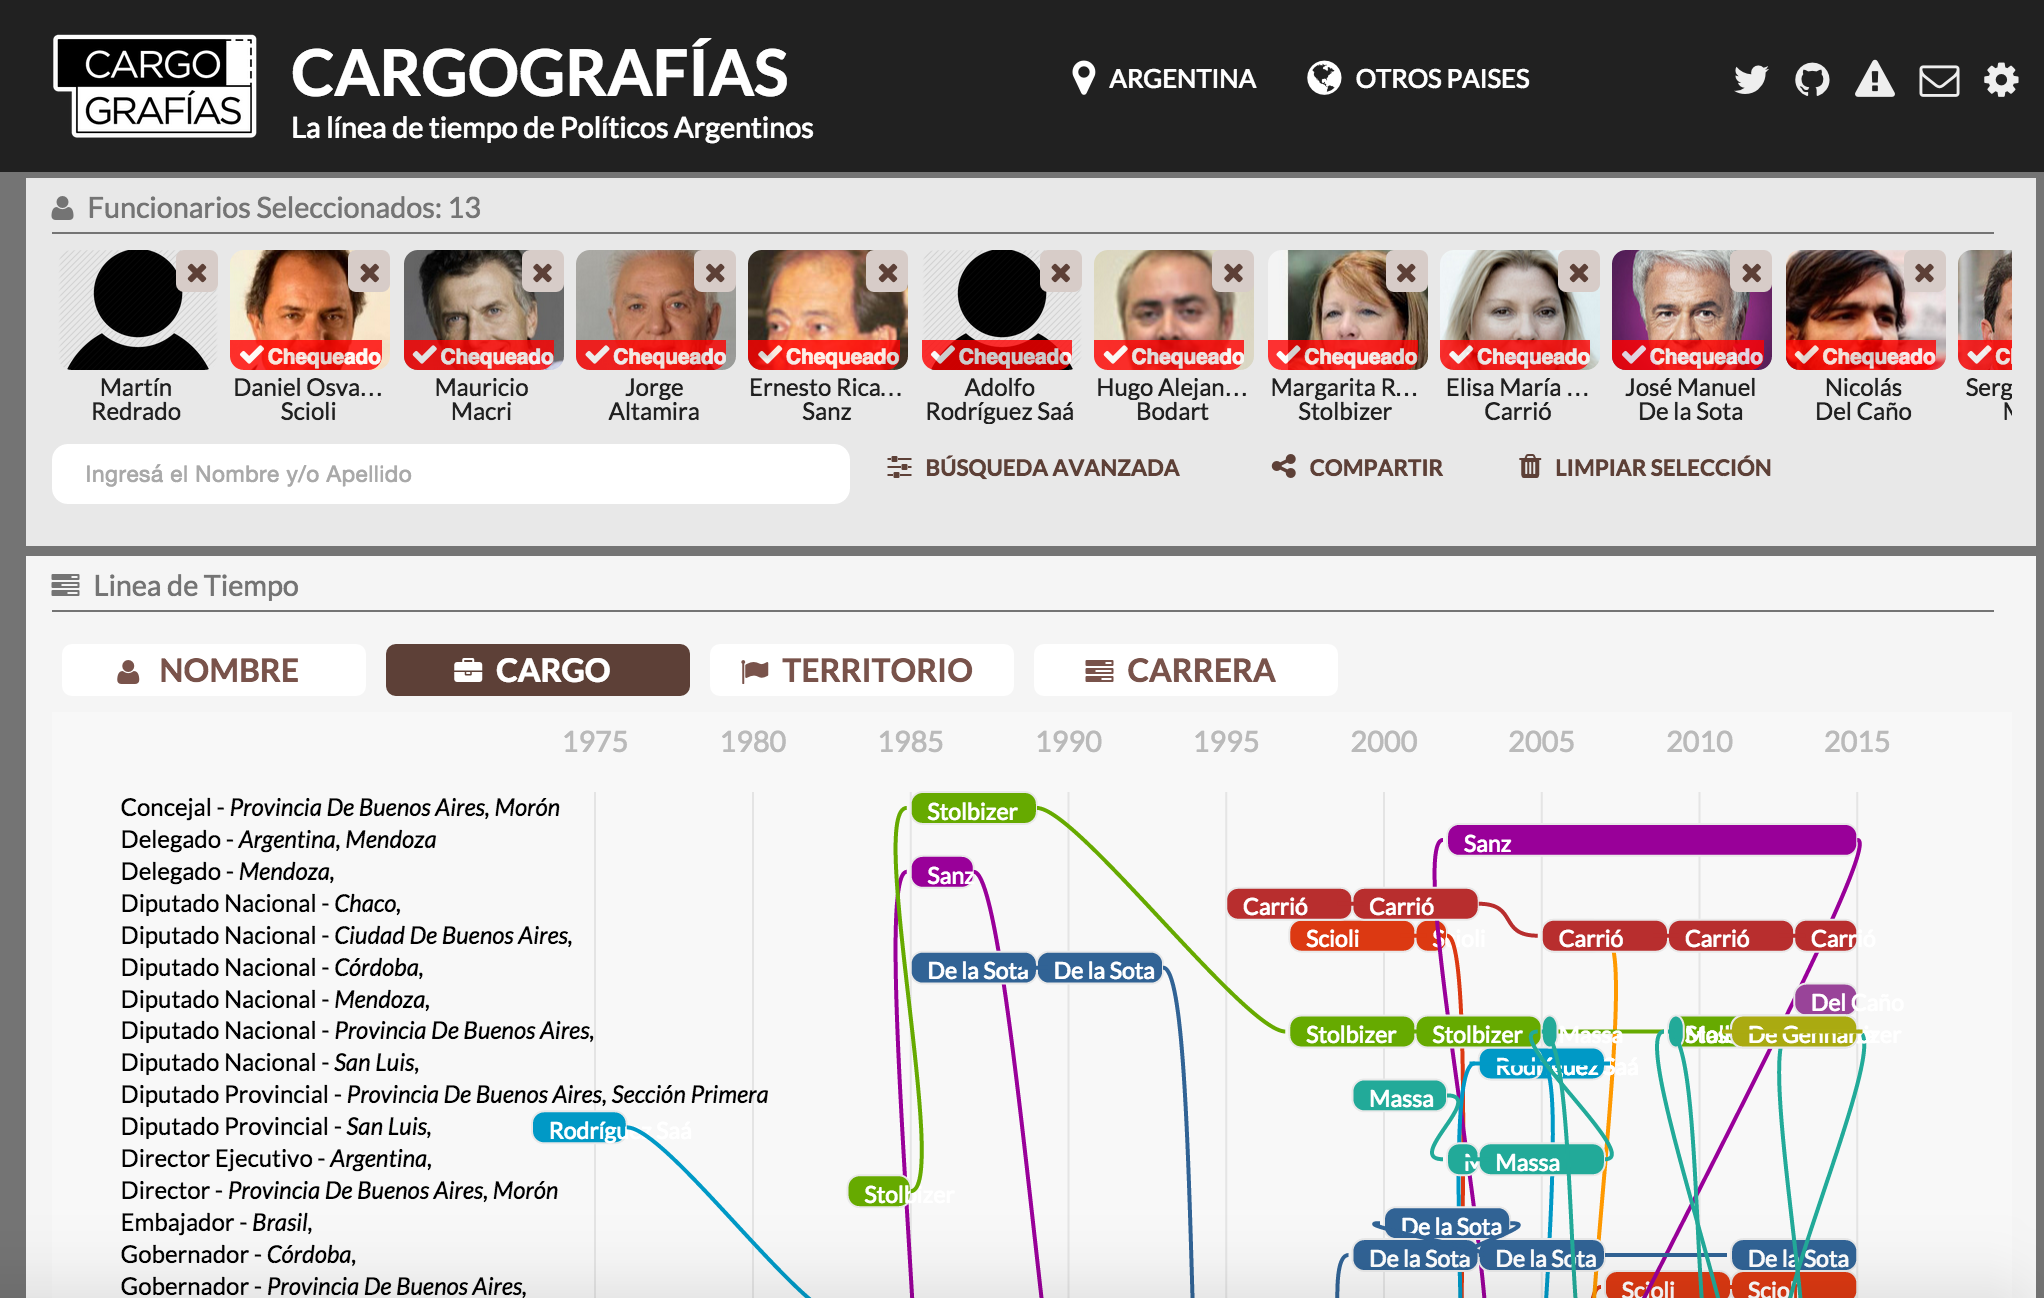 CARGO
GRAFÍAS
CARGOGRAFÍAS
La línea de tiempo de Políticos Argentinos
ARGENTINA
OTROS PAISES
Funcionarios Seleccionados: 13
Chequeado
Chequeado
Chequeado
Chequeado
Chequeado
Chequeado
Chequeado
Chequeado
Chequeado
Chequeado
Martín
Redrado
Daniel Osva...
Scioli
Mauricio
Macri
Jorge
Altamira
Ernesto Rica...
Sanz
Adolfo
Rodríguez Saá
Hugo Alejan...
Bodart
Margarita R...
Stolbizer
Elisa María ...
Carrió
José Manuel
De la Sota
Nicolás
Del Caño
Ingresá el Nombre y/o Apellido
BÚSQUEDA AVANZADA
COMPARTIR
LIMPIAR SELECCIÓN
Linea de Tiempo
NOMBRE
CARGO
TERRITORIO
CARRERA
1975 1980 1985 1990 1995 2000 2005 2010 2015
Concejal - Provincia De Buenos Aires, Morón
Stolbizer
Delegado - Argentina, Mendoza
Sanz
Delegado - Mendoza,
Sanz
Diputado Nacional - Chaco,
Carrió Carrió
Diputado Nacional - Ciudad De Buenos Aires,
Scioli Scioli Carrió Carrió Carrió
Diputado Nacional - Córdoba,
De la Sota De la Sota
Diputado Nacional - Mendoza,
Del Caño
Diputado Nacional - Provincia De Buenos Aires,
Stolbizer Stolbizer Massa De Gennaro
Diputado Nacional - San Luis,
Rodríguez Saá
Diputado Provincial - Provincia De Buenos Aires, Sección Primera
Massa
Diputado Provincial - San Luis,
Rodríguez Saá
Director Ejecutivo - Argentina,
Massa
Director - Provincia De Buenos Aires, Morón
Stolbizer
Embajador - Brasil,
De la Sota
Gobernador - Córdoba,
De la Sota De la Sota De la Sota
Gobernador - Provincia De Buenos Aires,
Scioli Scioli